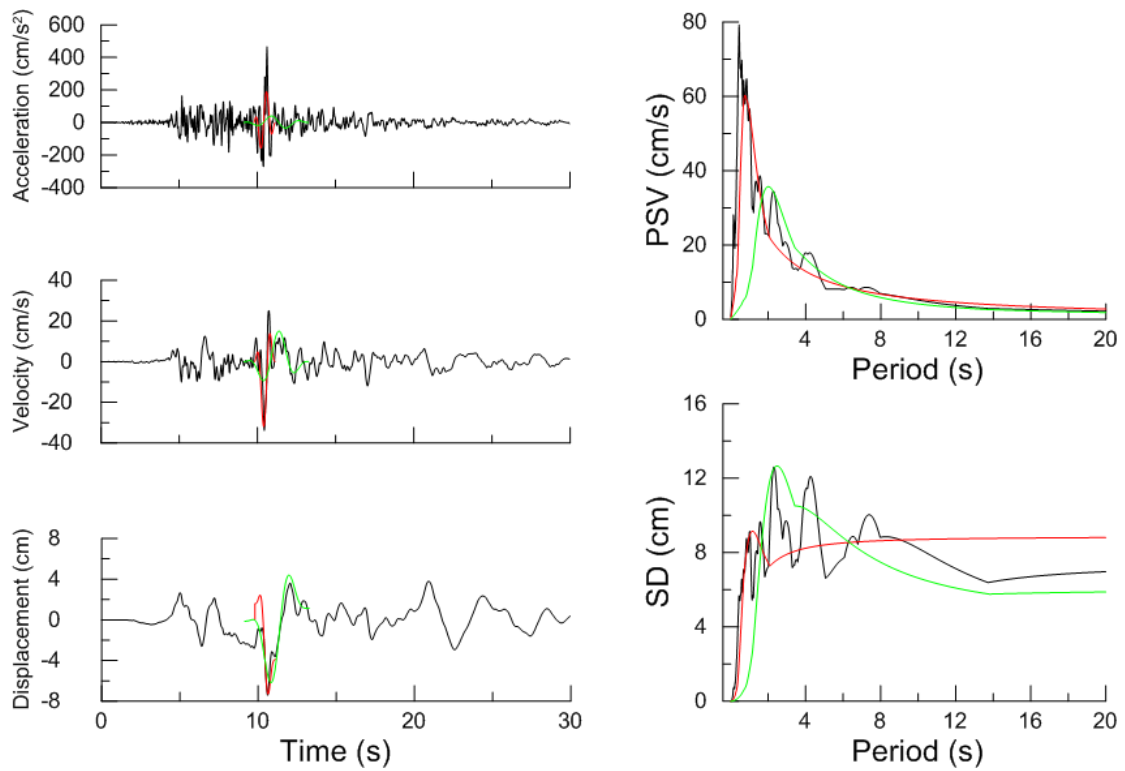 Acceleration (cm/s²)
600
400
200
0
-200
-400
Velocity (cm/s)
40
20
0
-20
-40
Displacement (cm)
8
4
0
-4
-8
0 10 20 30
Time (s)
PSV (cm/s)
80
60
40
20
0
4 8 12 16 20
Period (s)
SD (cm)
16
12
8
4
0
4 8 12 16 20
Period (s)